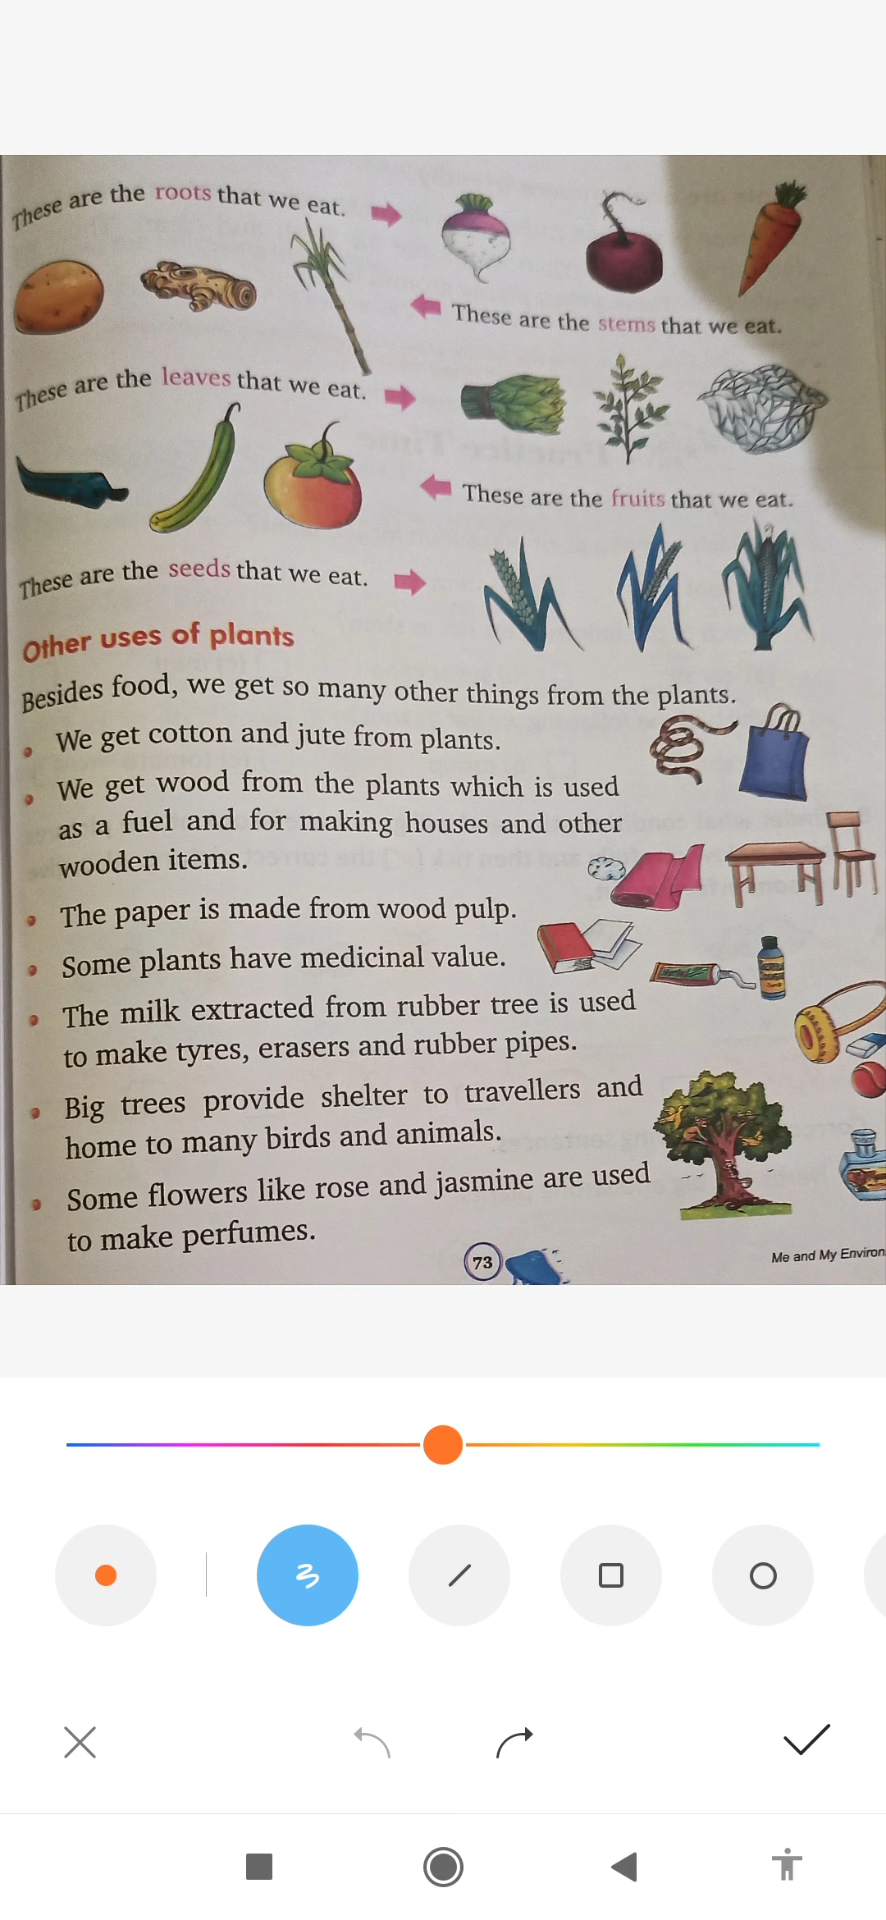 These are the roots that we eat.
These are the stems that we eat.
These are the leaves that we eat.
These are the fruits that we eat.
These are the seeds that we eat.
Other uses of plants
Besides food, we get so many other things from the plants.
• We get cotton and jute from plants.
• We get wood from the plants which is used
as a fuel and for making houses and other
wooden items.
• The paper is made from wood pulp.
• Some plants have medicinal value.
• The milk extracted from rubber tree is used
to make tyres, erasers and rubber pipes.
• Big trees provide shelter to travellers and
home to many birds and animals.
• Some flowers like rose and jasmine are used
to make perfumes.
73
Me and My Environ